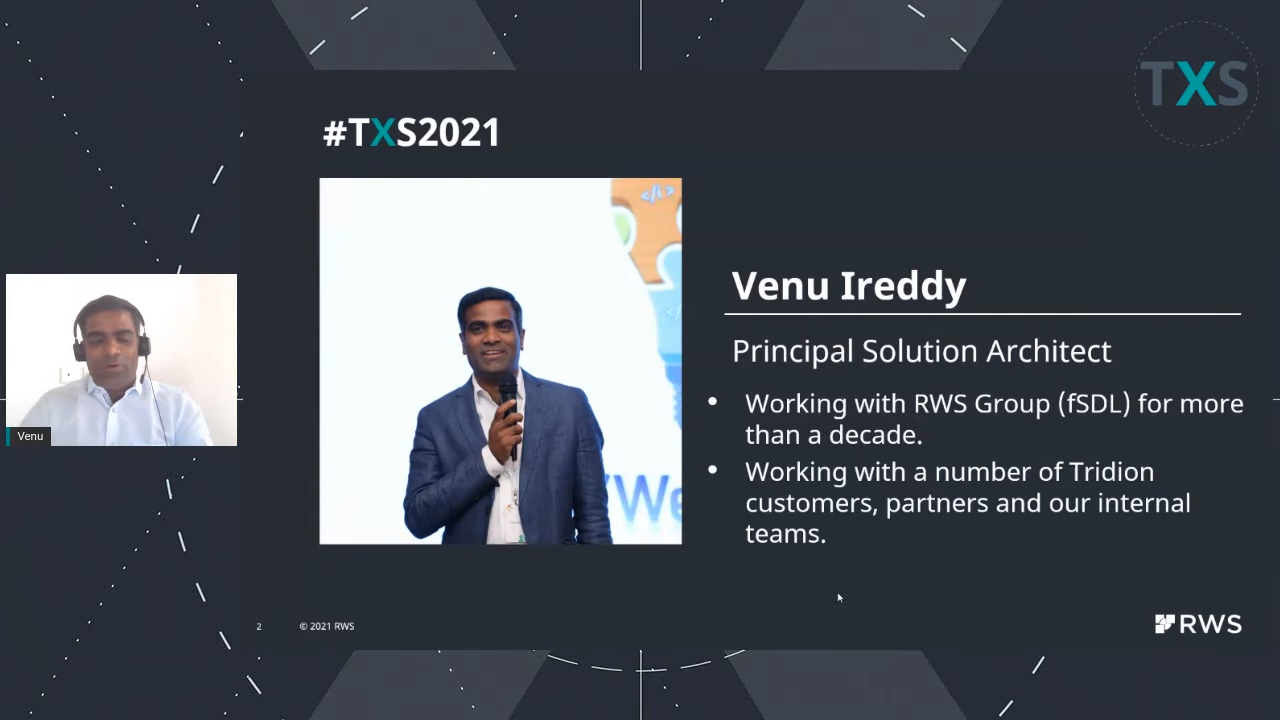 TXS
#TXS2021
</i>
We
Venu Ireddy
Principal Solution Architect
• Working with RWS Group (fSDL) for more
than a decade.
• Working with a number of Tridion
customers, partners and our internal
teams.
Venu
2
© 2021 RWS
RWS